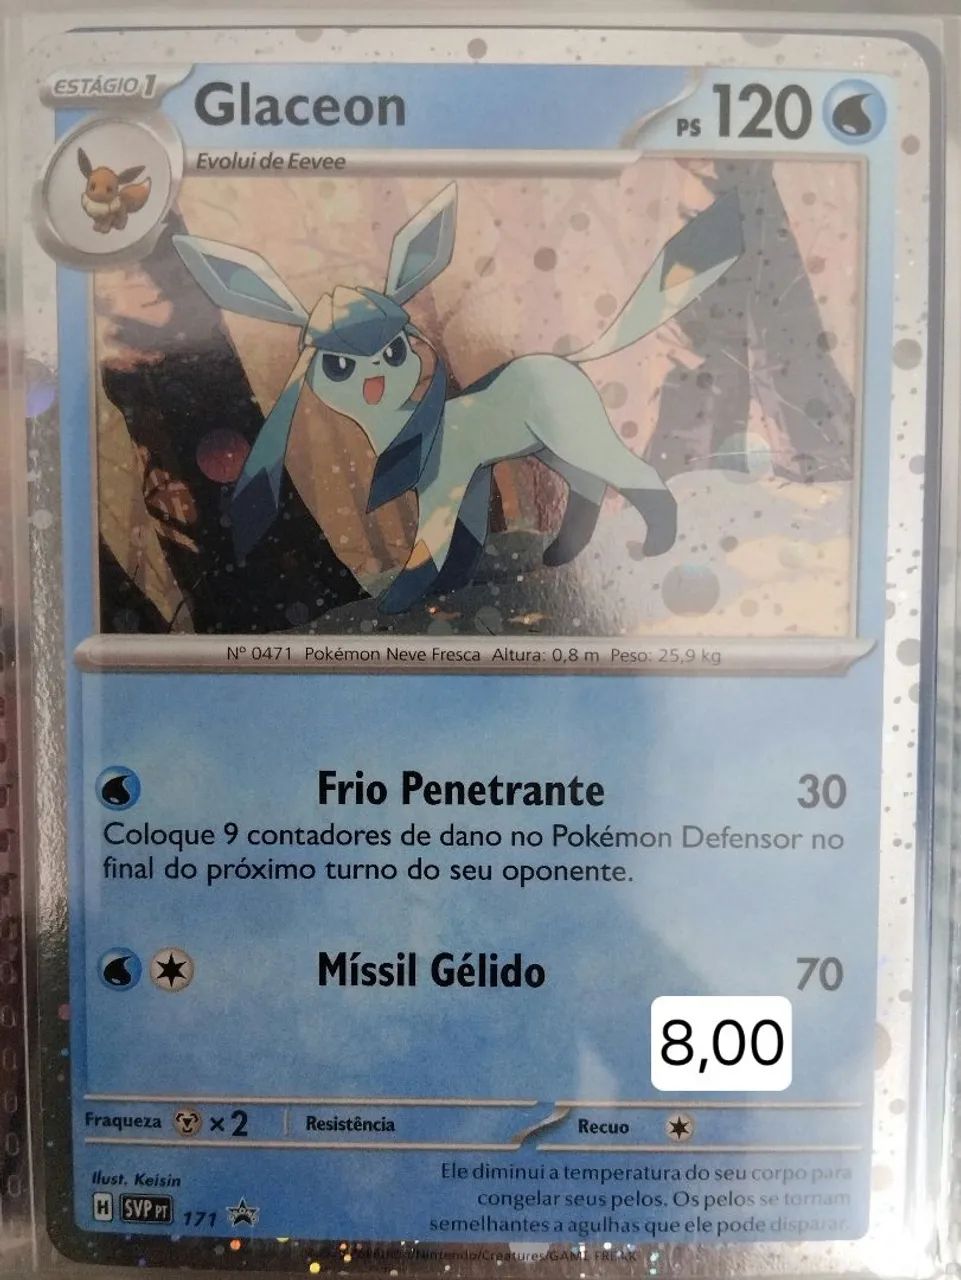 ESTÁGIO 1
Glaceon
PS 120
Evolui de Eevee
Nº 0471 Pokémon Neve Fresca Altura: 0,8 m Peso: 25,9 kg
Frio Penetrante 30
Coloque 9 contadores de dano no Pokémon Defensor no
final do próximo turno do seu oponente.
Míssil Gélido 70
8,00
Fraqueza ×2 Resistência Recuo
Ilust. Keisin
Ele diminui a temperatura do seu corpo para
congelar seus pelos. Os pelos se tornam
semelhantes a agulhas que ele pode disparar.
H SVP PT 171
/Nintendo/Creatures/GAME FREAK